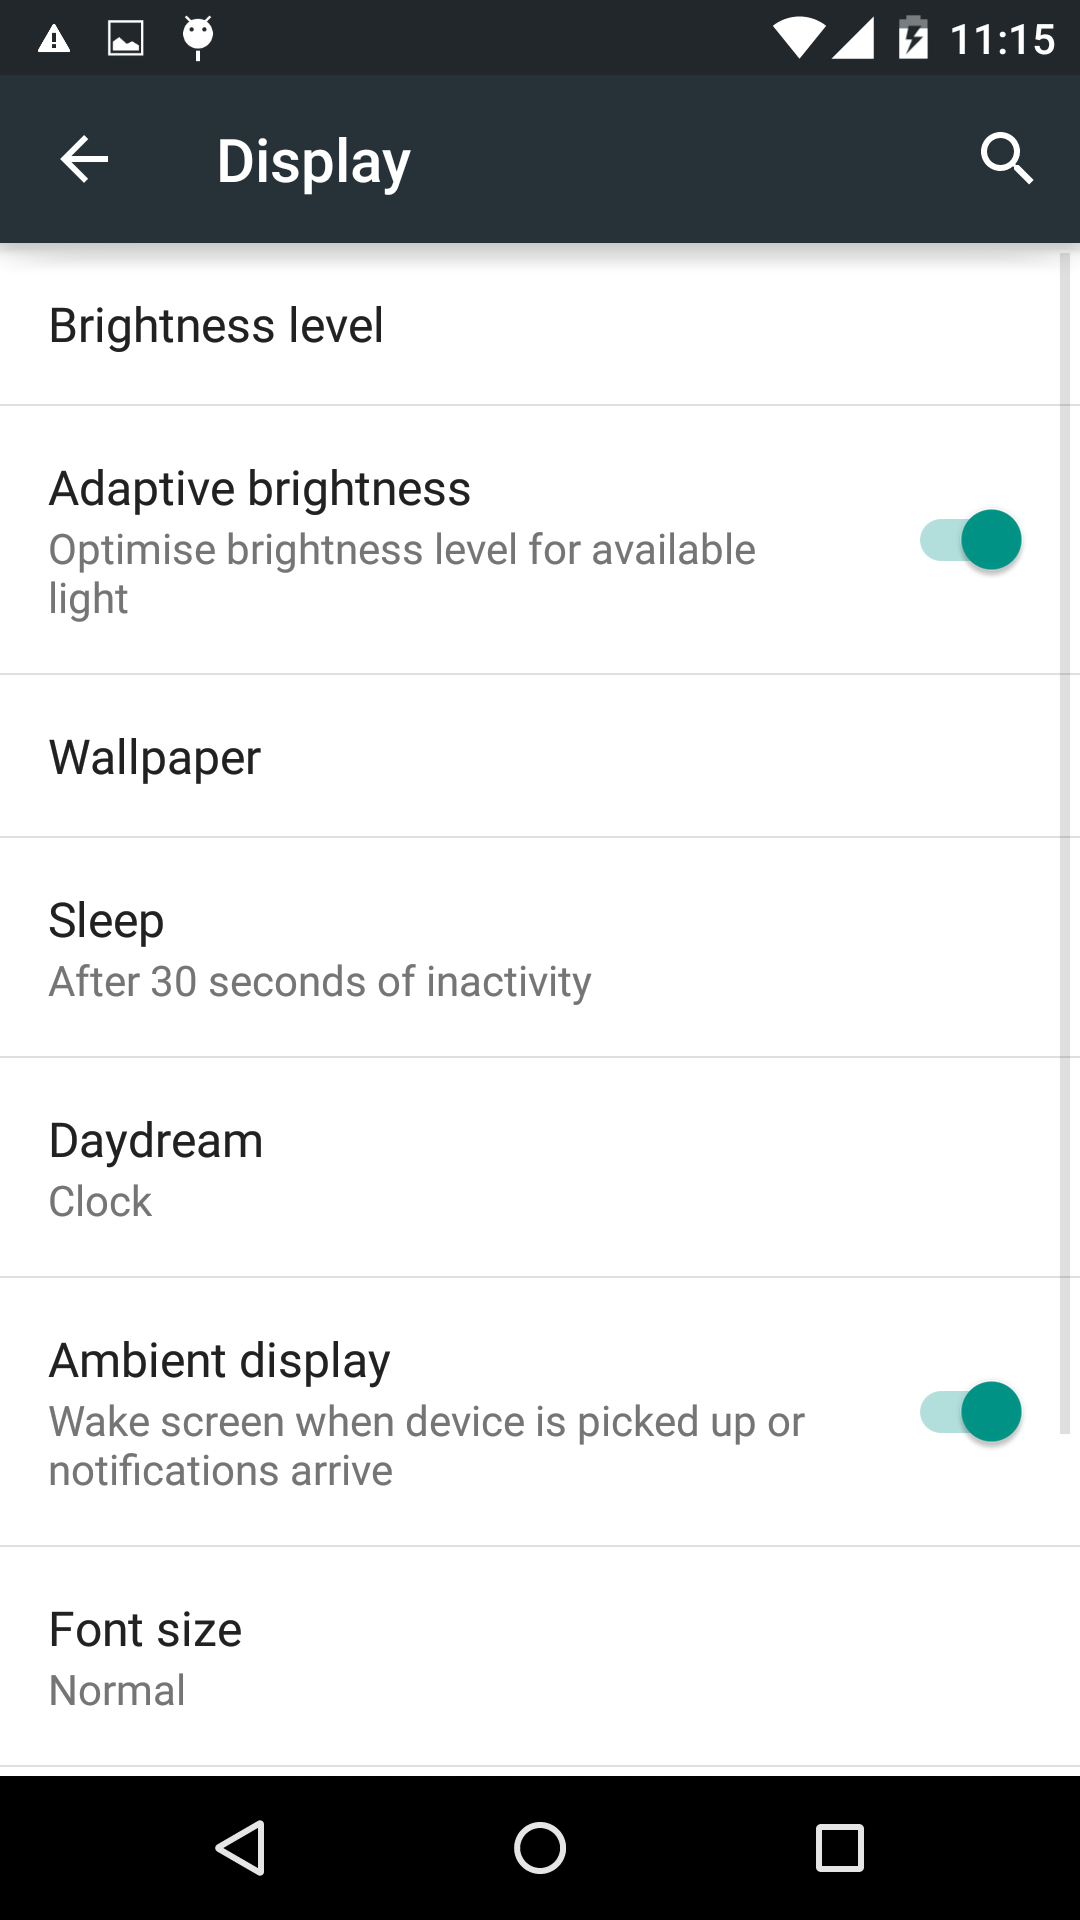 11:15
Display
Brightness level
Adaptive brightness
Optimise brightness level for available
light
Wallpaper
Sleep
After 30 seconds of inactivity
Daydream
Clock
Ambient display
Wake screen when device is picked up or
notifications arrive
Font size
Normal